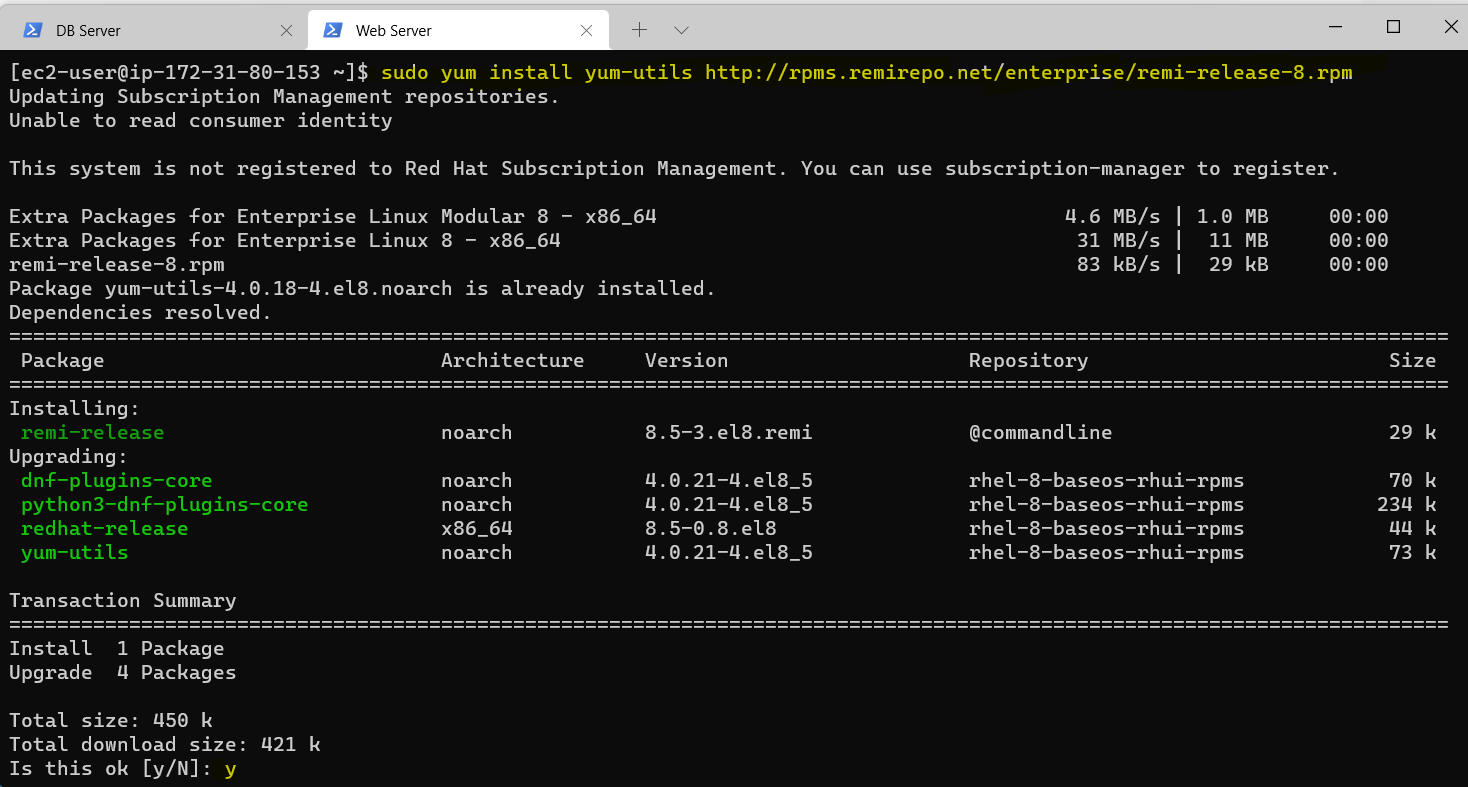 DB Server
Web Server
[ec2-user@ip-172-31-80-153 ~]$ sudo yum install yum-utils http://rpms.remirepo.net/enterprise/remi-release-8.rpm
Updating Subscription Management repositories.
Unable to read consumer identity
This system is not registered to Red Hat Subscription Management. You can use subscription-manager to register.
Extra Packages for Enterprise Linux Modular 8 - x86_64 4.6 MB/s | 1.0 MB 00:00
Extra Packages for Enterprise Linux 8 - x86_64 31 MB/s | 11 MB 00:00
remi-release-8.rpm 83 kB/s | 29 kB 00:00
Package yum-utils-4.0.18-4.el8.noarch is already installed.
Dependencies resolved.
========================================================================================================================
Package Architecture Version Repository Size
========================================================================================================================
Installing:
remi-release noarch 8.5-3.el8.remi @commandline 29 k
Upgrading:
dnf-plugins-core noarch 4.0.21-4.el8_5 rhel-8-baseos-rhui-rpms 70 k
python3-dnf-plugins-core noarch 4.0.21-4.el8_5 rhel-8-baseos-rhui-rpms 234 k
redhat-release x86_64 8.5-0.8.el8 rhel-8-baseos-rhui-rpms 44 k
yum-utils noarch 4.0.21-4.el8_5 rhel-8-baseos-rhui-rpms 73 k
Transaction Summary
========================================================================================================================
Install 1 Package
Upgrade 4 Packages
Total size: 450 k
Total download size: 421 k
Is this ok [y/N]: y